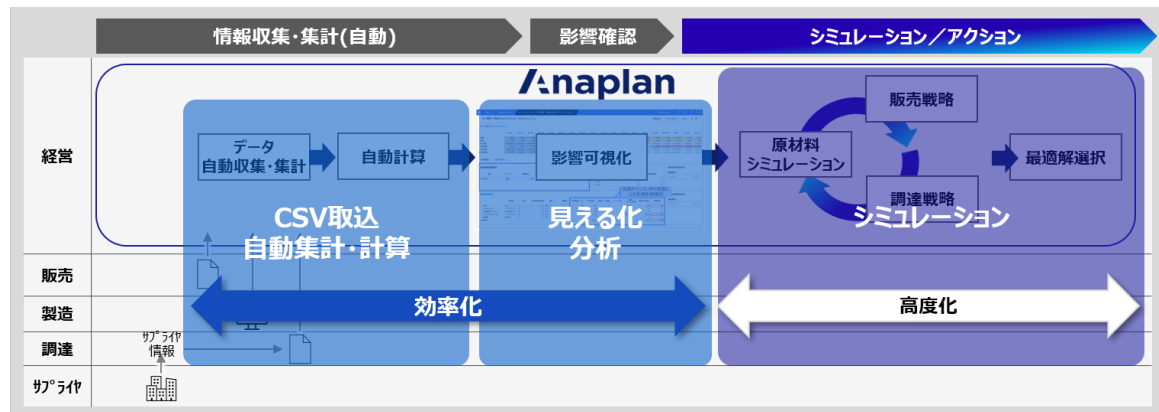 情報収集・集計(自動)
影響確認
シミュレーション／アクション
Anaplan
経営
データ
自動収集・集計
自動計算
影響可視化
原材料
シミュレーション
販売戦略
調達戦略
最適解選択
CSV取込
自動集計・計算
見える化
分析
シミュレーション
販売
製造
調達
ｻﾌﾟﾗｲﾔ
効率化
高度化
ｻﾌﾟﾗｲﾔ
情報